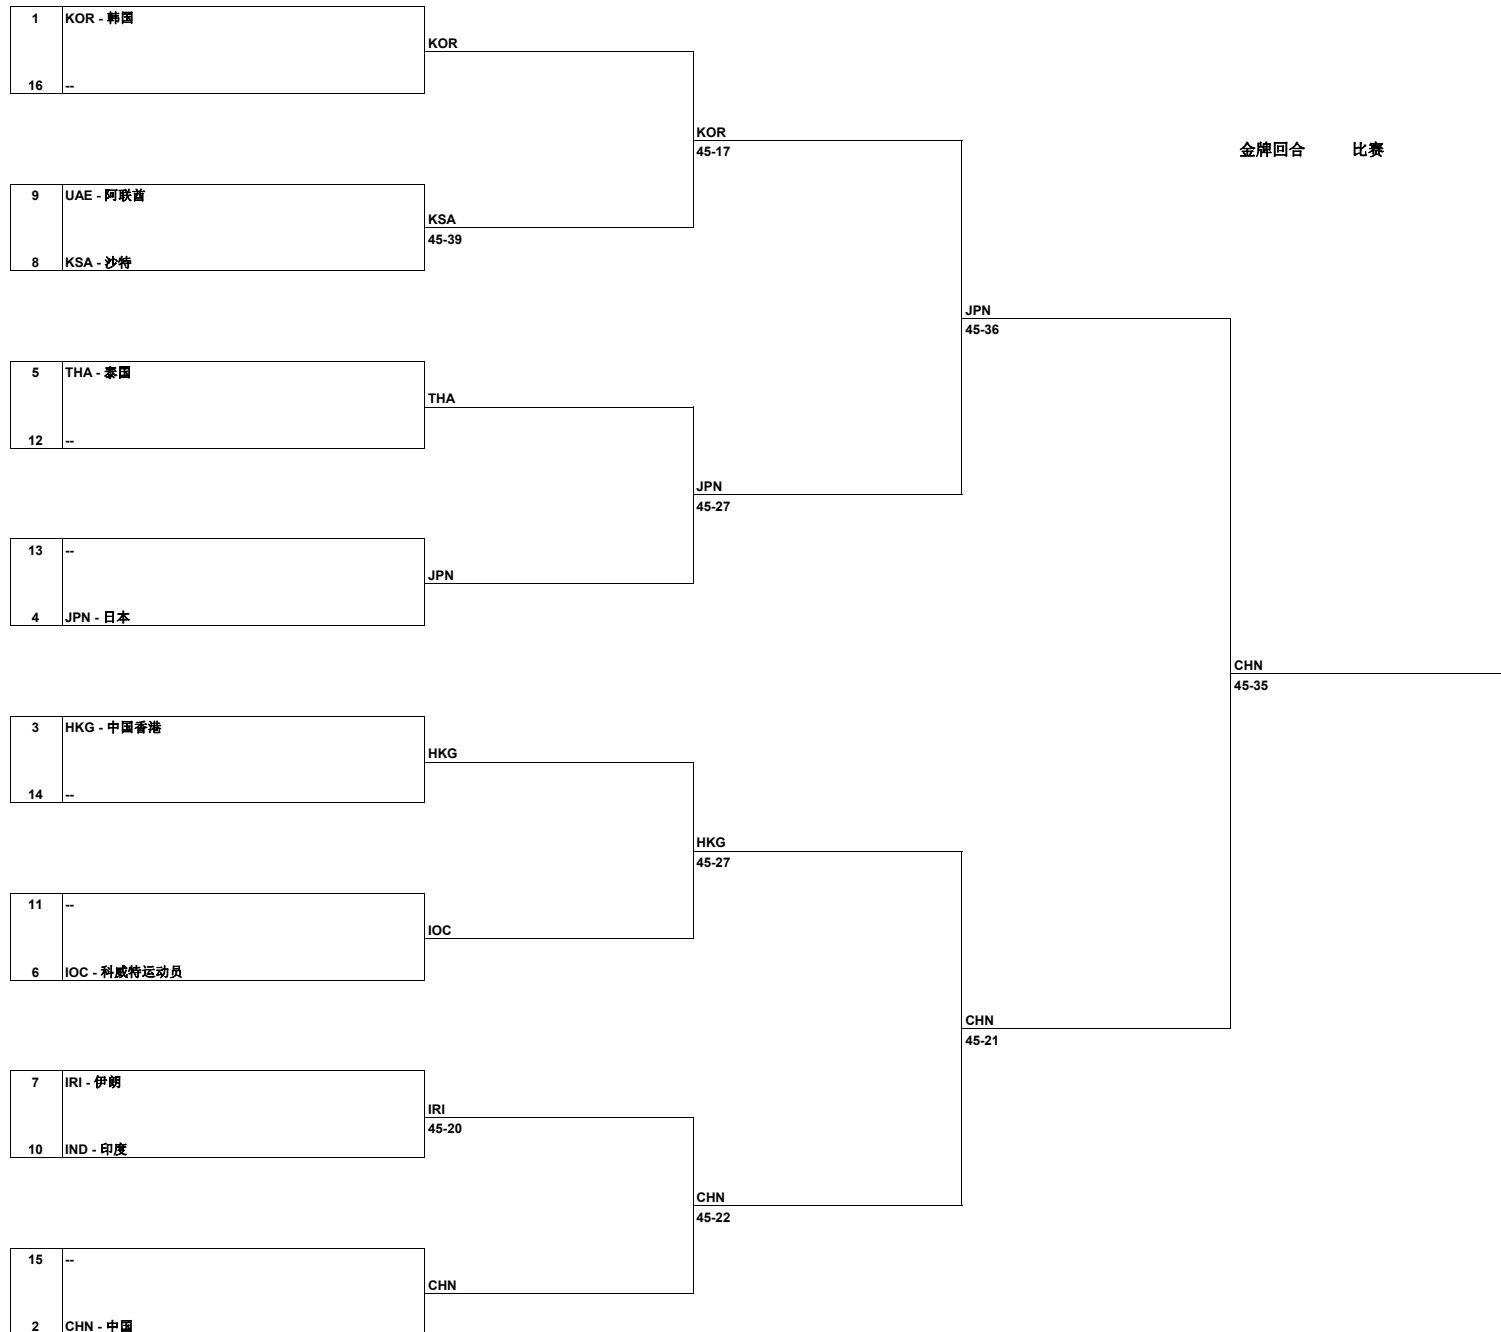 1 KOR - 韩国
KOR
16 --
KOR
45-17
金牌回合 比赛
9 UAE - 阿联酋
KSA
45-39
8 KSA - 沙特
JPN
45-36
5 THA - 泰国
THA
12 --
JPN
45-27
13 --
JPN
4 JPN - 日本
CHN
45-35
3 HKG - 中国香港
HKG
14 --
HKG
45-27
11 --
IOC
6 IOC - 科威特运动员
CHN
45-21
7 IRI - 伊朗
IRI
45-20
10 IND - 印度
CHN
45-22
15 --
CHN
2 CHN - 中国